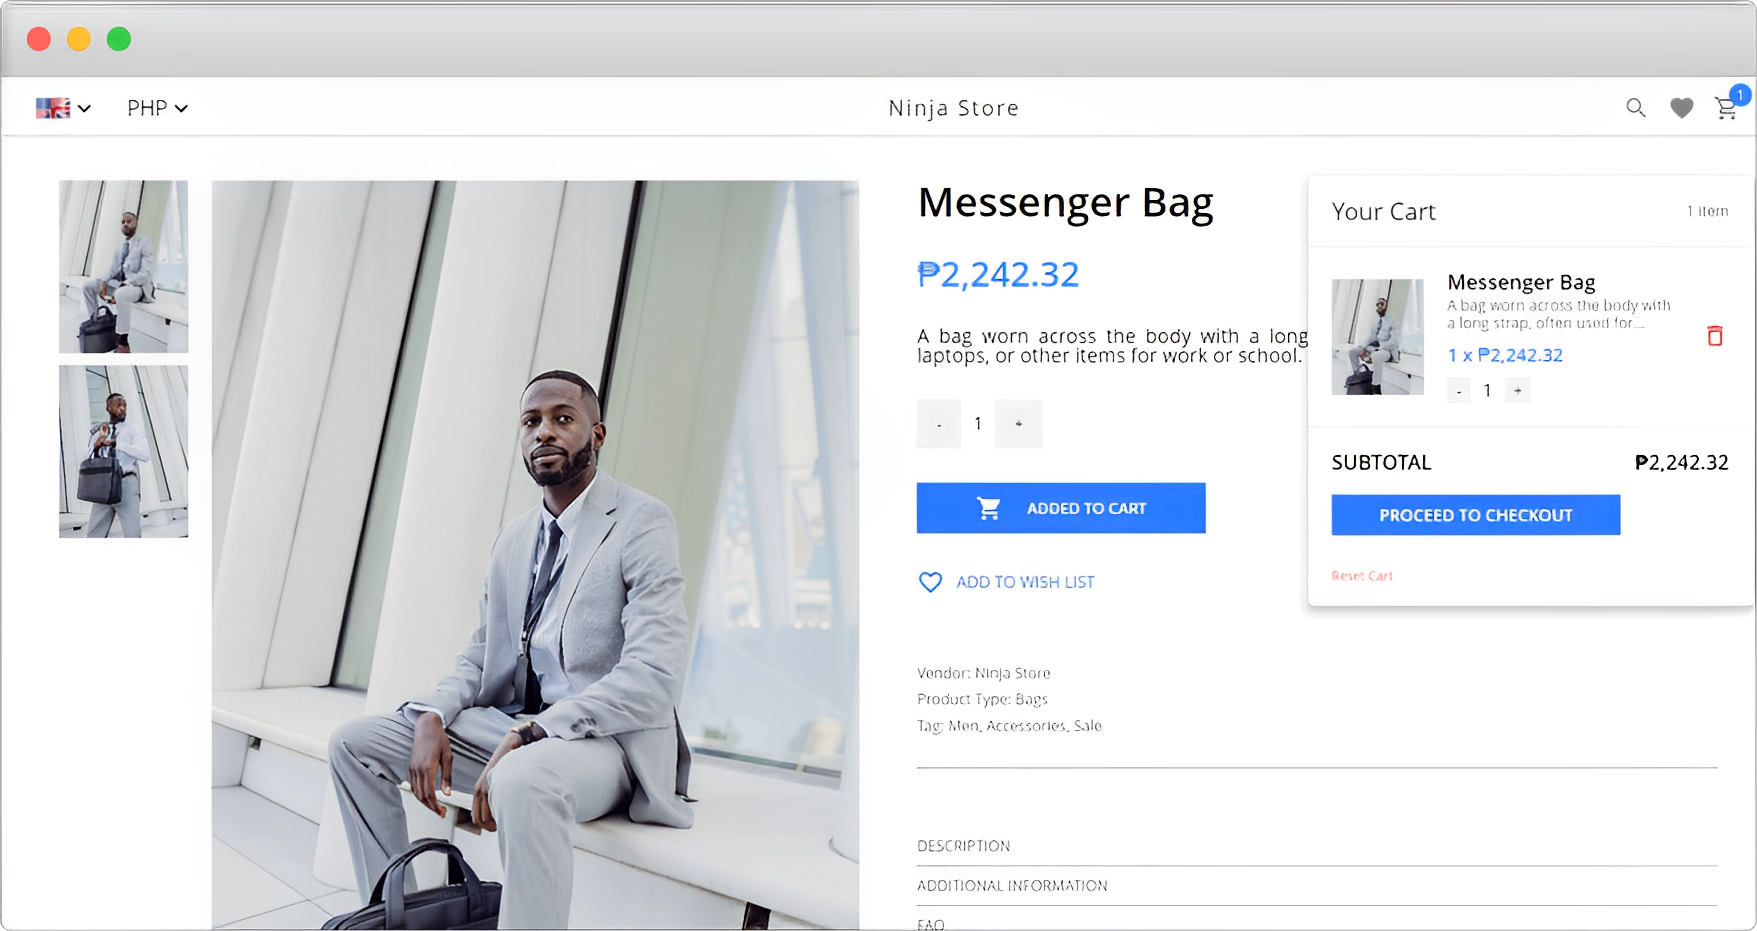 PHP
Ninja Store
1
Messenger Bag
₱2,242.32
A bag worn across the body with a long
laptops, or other items for work or school.
- 1 +
ADDED TO CART
ADD TO WISH LIST
Vendor: Ninja Store
Product Type: Bags
Tag: Men, Accessories, Sale
DESCRIPTION
ADDITIONAL INFORMATION
FAQ
Your Cart
1 item
Messenger Bag
A bag worn across the body with
a long strap, often used for...
1 x ₱2,242.32
- 1 +
SUBTOTAL ₱2,242.32
PROCEED TO CHECKOUT
Reset Cart